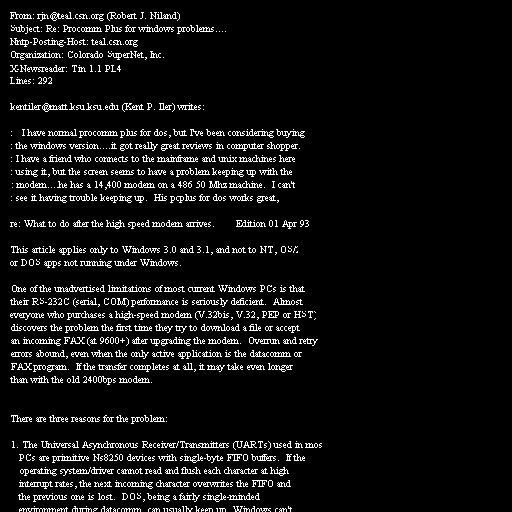 From: rjn@teal.csn.org (Robert J. Niland)
Subject: Re: Procomm Plus for windows problems....
Nntp-Posting-Host: teal.csn.org
Organization: Colorado SuperNet, Inc.
X-Newsreader: Tin 1.1 PL4
Lines: 292

kentiler@matt.ksu.ksu.edu (Kent P. Iler) writes:

:   I have normal procomm plus for dos, but I've been considering buying
: the windows version....it got really great reviews in computer shopper.
: I have a friend who connects to the mainframe and unix machines here
: using it, but the screen seems to have a problem keeping up with the
: modem....he has a 14,400 modem on a 486 50 Mhz machine.  I can't
: see it having trouble keeping up.  His pcplus for dos works great,

re: What to do after the high speed modem arrives.        Edition 01 Apr 93

This article applies only to Windows 3.0 and 3.1, and not to NT, OS/
or DOS apps not running under Windows.

One of the unadvertised limitations of most current Windows PCs is that
their RS-232C (serial, COM) performance is seriously deficient.  Almost
everyone who purchases a high-speed modem (V.32bis, V.32, PEP or HST)
discovers the problem the first time they try to download a file or accept
an incoming FAX (at 9600+) after upgrading the modem.  Overrun and retry
errors abound, even when the only active application is the datacomm or
FAX program.  If the transfer completes at all, it may take even longer
than with the old 2400bps modem.

There are three reasons for the problem:

1. The Universal Asynchronous Receiver/Transmitters (UARTs) used in mos
PCs are primitive Ns8250 devices with single-byte FIFO buffers.  If the
operating system/driver cannot read and flush each character at high
interrupt rates, the next incoming character overwrites the FIFO and
the previous one is lost.  DOS, being a fairly single-minded
environment during datacomm, can usually keep up. Windows can't